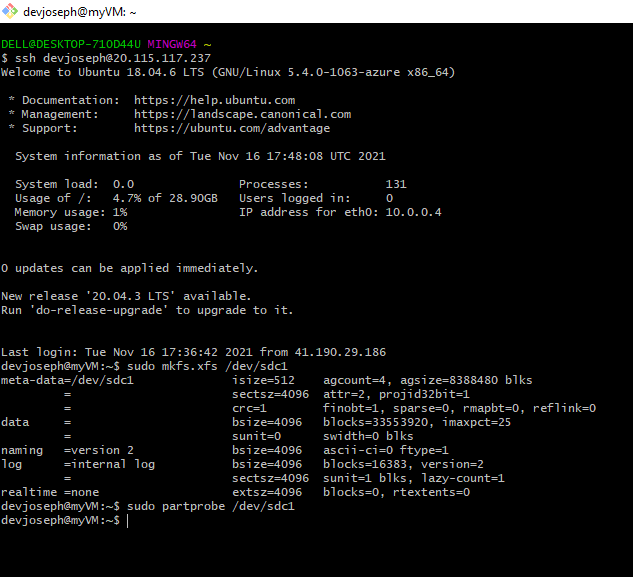 devjoseph@myVM: ~
DELL@DESKTOP-710D44U MINGW64 ~
$ ssh devjoseph@20.115.117.237
Welcome to Ubuntu 18.04.6 LTS (GNU/Linux 5.4.0-1063-azure x86_64)
* Documentation: https://help.ubuntu.com
* Management: https://landscape.canonical.com
* Support: https://ubuntu.com/advantage
System information as of Tue Nov 16 17:48:08 UTC 2021
System load: 0.0 Processes: 131
Usage of /: 4.7% of 28.90GB Users logged in: 0
Memory usage: 1% IP address for eth0: 10.0.0.4
Swap usage: 0%
0 updates can be applied immediately.
New release '20.04.3 LTS' available.
Run 'do-release-upgrade' to upgrade to it.
Last login: Tue Nov 16 17:36:42 2021 from 41.190.29.186
devjoseph@myVM:~$ sudo mkfs.xfs /dev/sdc1
meta-data=/dev/sdc1 isize=512 agcount=4, agsize=8388480 blks
= sectsz=4096 attr=2, projid32bit=1
= crc=1 finobt=1, sparse=0, rmapbt=0, reflink=0
data = bsize=4096 blocks=33553920, imaxpct=25
= sunit=0 swidth=0 blks
naming =version 2 bsize=4096 ascii-ci=0 ftype=1
log =internal log bsize=4096 blocks=16383, version=2
= sectsz=4096 sunit=1 blks, lazy-count=1
realtime =none extsz=4096 blocks=0, rtextents=0
devjoseph@myVM:~$ sudo partprobe /dev/sdc1
devjoseph@myVM:~$